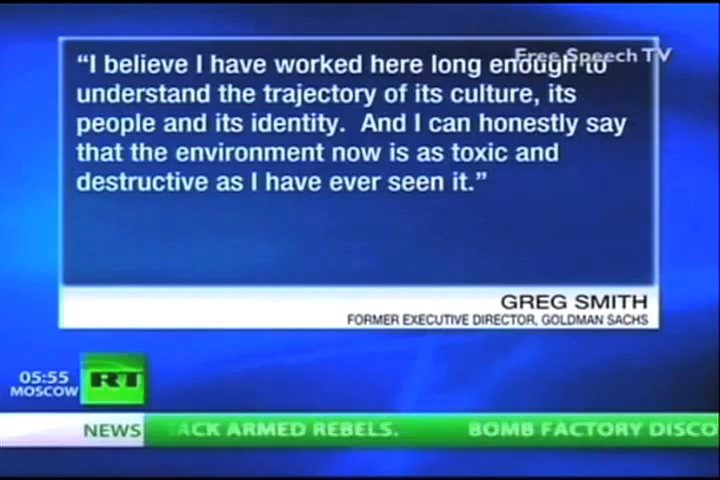 Free Speech TV
“I believe I have worked here long enough to
understand the trajectory of its culture, its
people and its identity.  And I can honestly say
that the environment now is as toxic and
destructive as I have ever seen it.”
GREG SMITH
FORMER EXECUTIVE DIRECTOR, GOLDMAN SACHS
05:55
MOSCOW
RT
NEWS
ACK ARMED REBELS. BOMB FACTORY DISCO